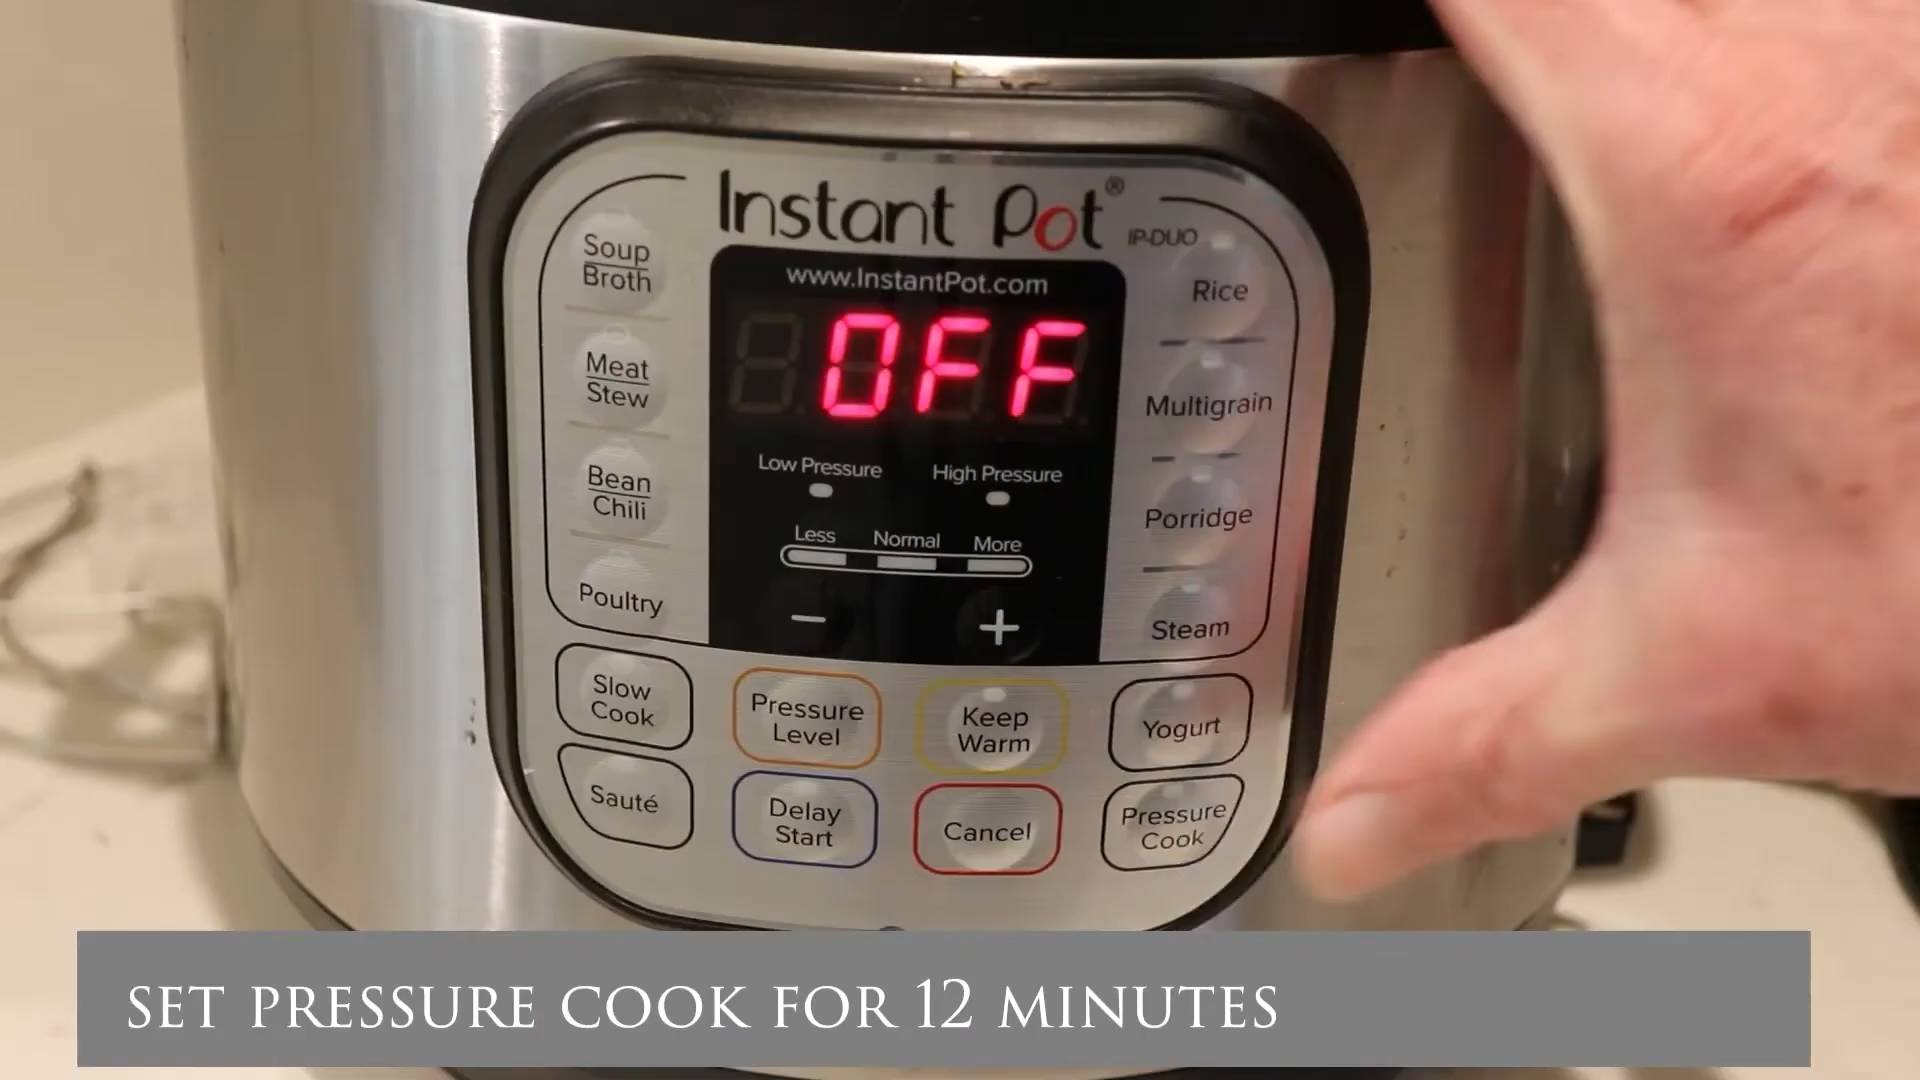 Instant Pot®
IP-DUO
www.InstantPot.com
OFF
Soup
Broth
Meat
Stew
Bean
Chili
Poultry
Low Pressure
High Pressure
Less
Normal
More
−
+
Rice
Multigrain
Porridge
Steam
Slow
Cook
Pressure
Level
Keep
Warm
Yogurt
Sauté
Delay
Start
Cancel
Pressure
Cook
SET PRESSURE COOK FOR 12 MINUTES